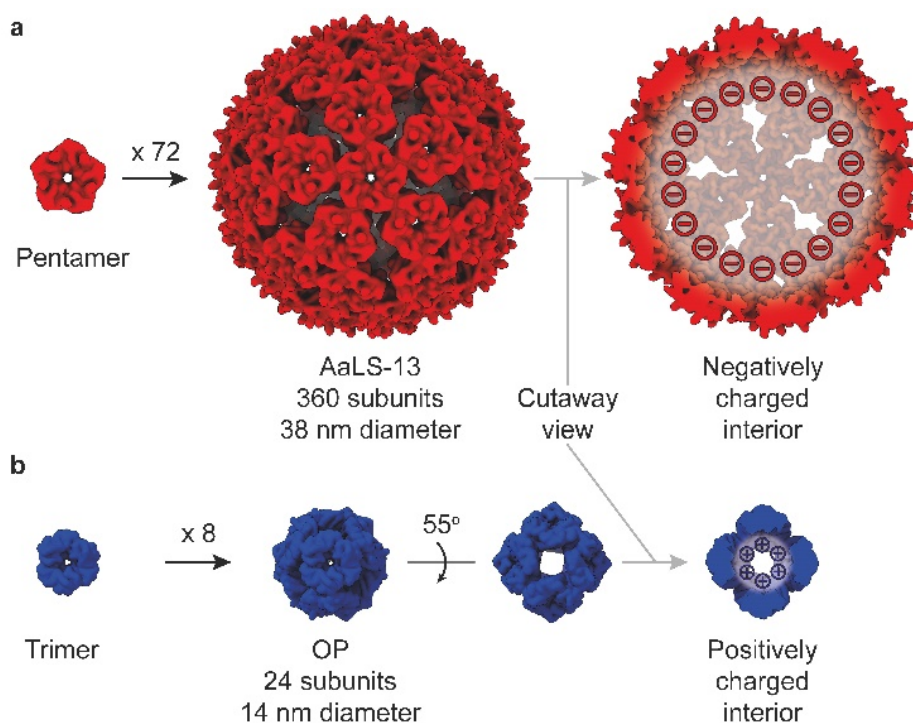 a
x 72
Pentamer
AaLS-13
360 subunits
38 nm diameter
Cutaway
view
Negatively
charged
interior
b
x 8
55o
Trimer
OP
24 subunits
14 nm diameter
Positively
charged
interior